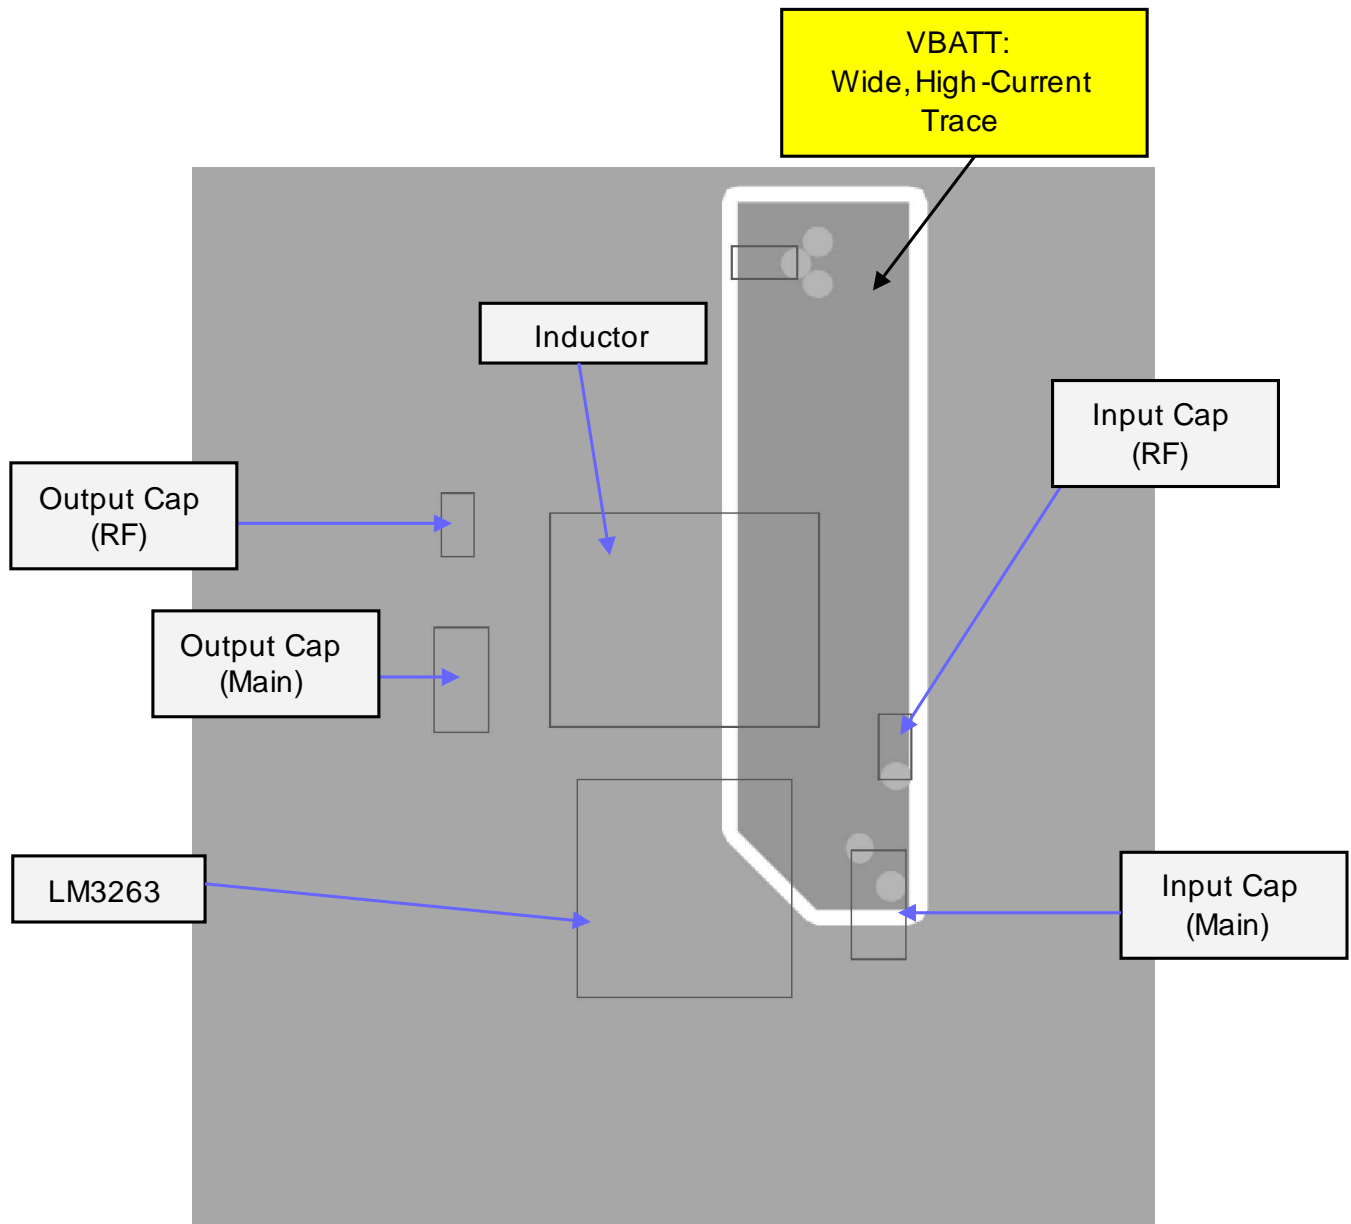 VBATT:
Wide, High-Current
Trace
Inductor
Input Cap
(RF)
Output Cap
(RF)
Output Cap
(Main)
LM3263
Input Cap
(Main)